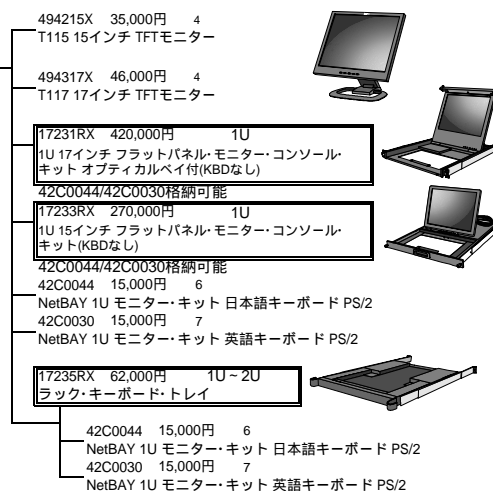 494215X 35,000円 4
T115 15インチ TFTモニター
494317X 46,000円 4
T117 17インチ TFTモニター
17231RX 420,000円 1U
1U 17インチ フラットパネル・モニター・コンソール・
キット オプティカルベイ付(KBDなし)
42C0044/42C0030格納可能
17233RX 270,000円 1U
1U 15インチ フラットパネル・モニター・コンソール・
キット(KBDなし)
42C0044/42C0030格納可能
42C0044 15,000円 6
NetBAY 1U モニター・キット 日本語キーボード PS/2
42C0030 15,000円 7
NetBAY 1U モニター・キット 英語キーボード PS/2
17235RX 62,000円 1U~2U
ラック・キーボード・トレイ
42C0044 15,000円 6
NetBAY 1U モニター・キット 日本語キーボード PS/2
42C0030 15,000円 7
NetBAY 1U モニター・キット 英語キーボード PS/2